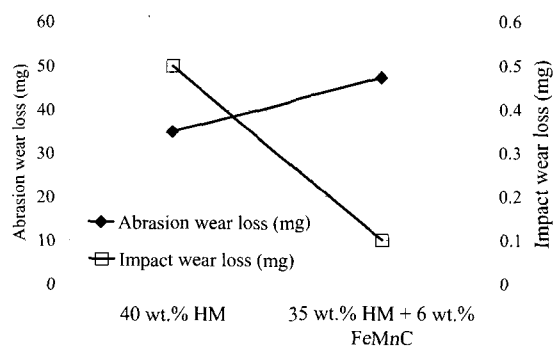 60
50
40
30
20
10
0
Abrasion wear loss (mg)
0.6
0.5
0.4
0.3
0.2
0.1
0
Impact wear loss (mg)
Abrasion wear loss (mg)
Impact wear loss (mg)
40 wt.% HM
35 wt.% HM + 6 wt.%
FeMnC